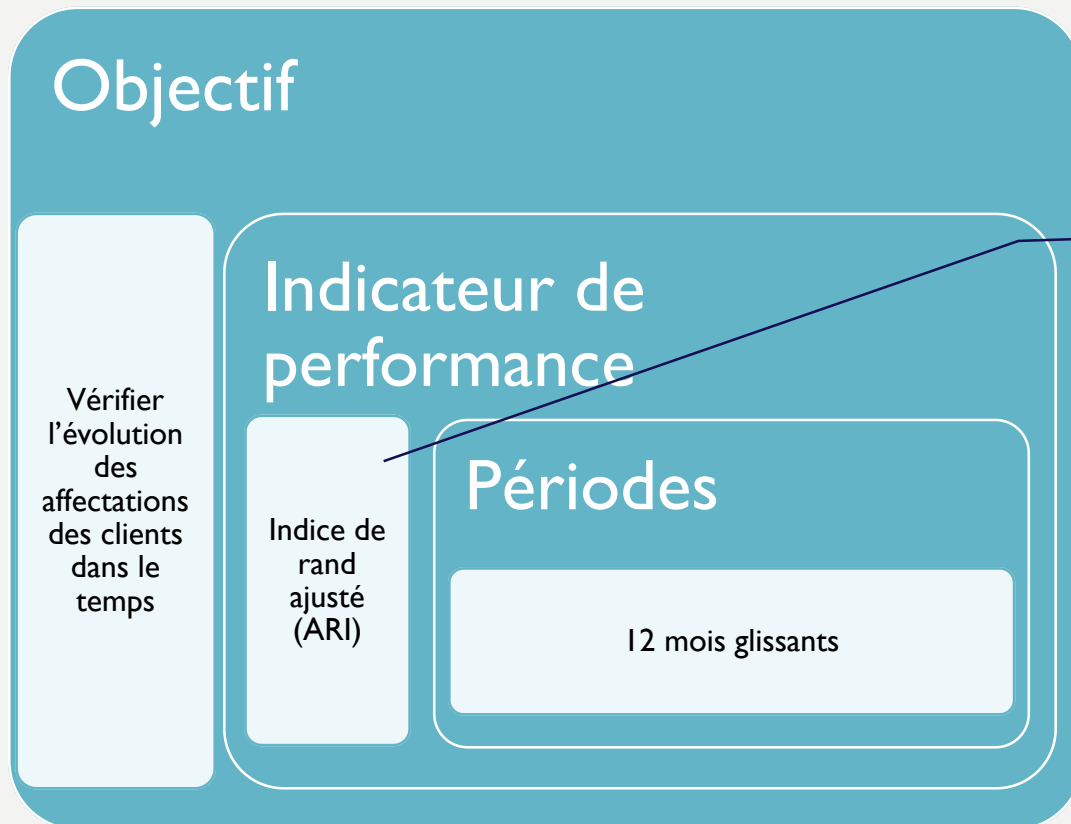 Objectif
Vérifier
l’évolution
des
affectations
des clients
dans le
temps
Indicateur de
performance
Indice de
rand
ajusté
(ARI)
Périodes
12 mois glissants